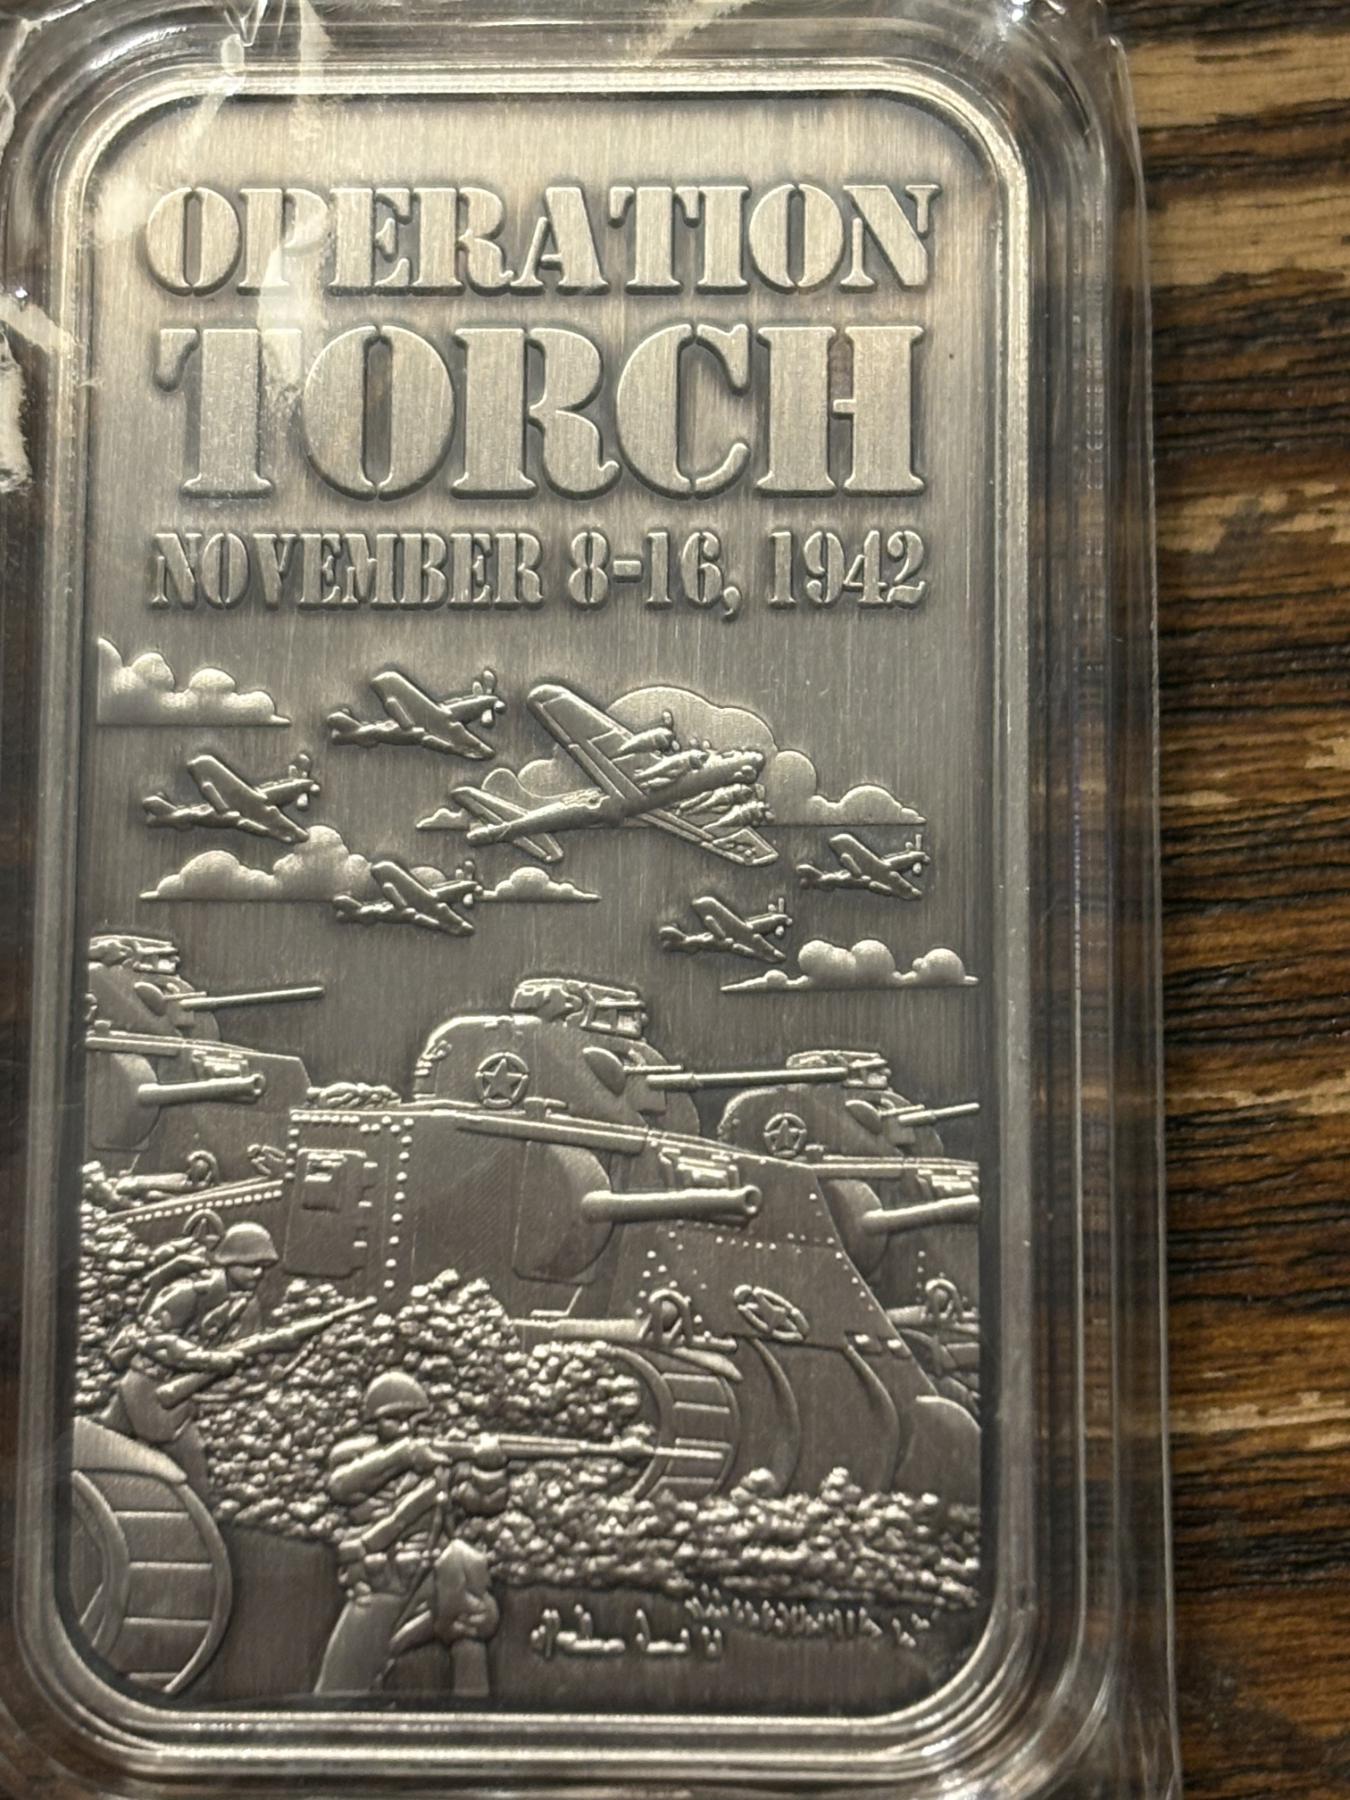 OPERATION
TORCH
NOVEMBER 8-16, 1942